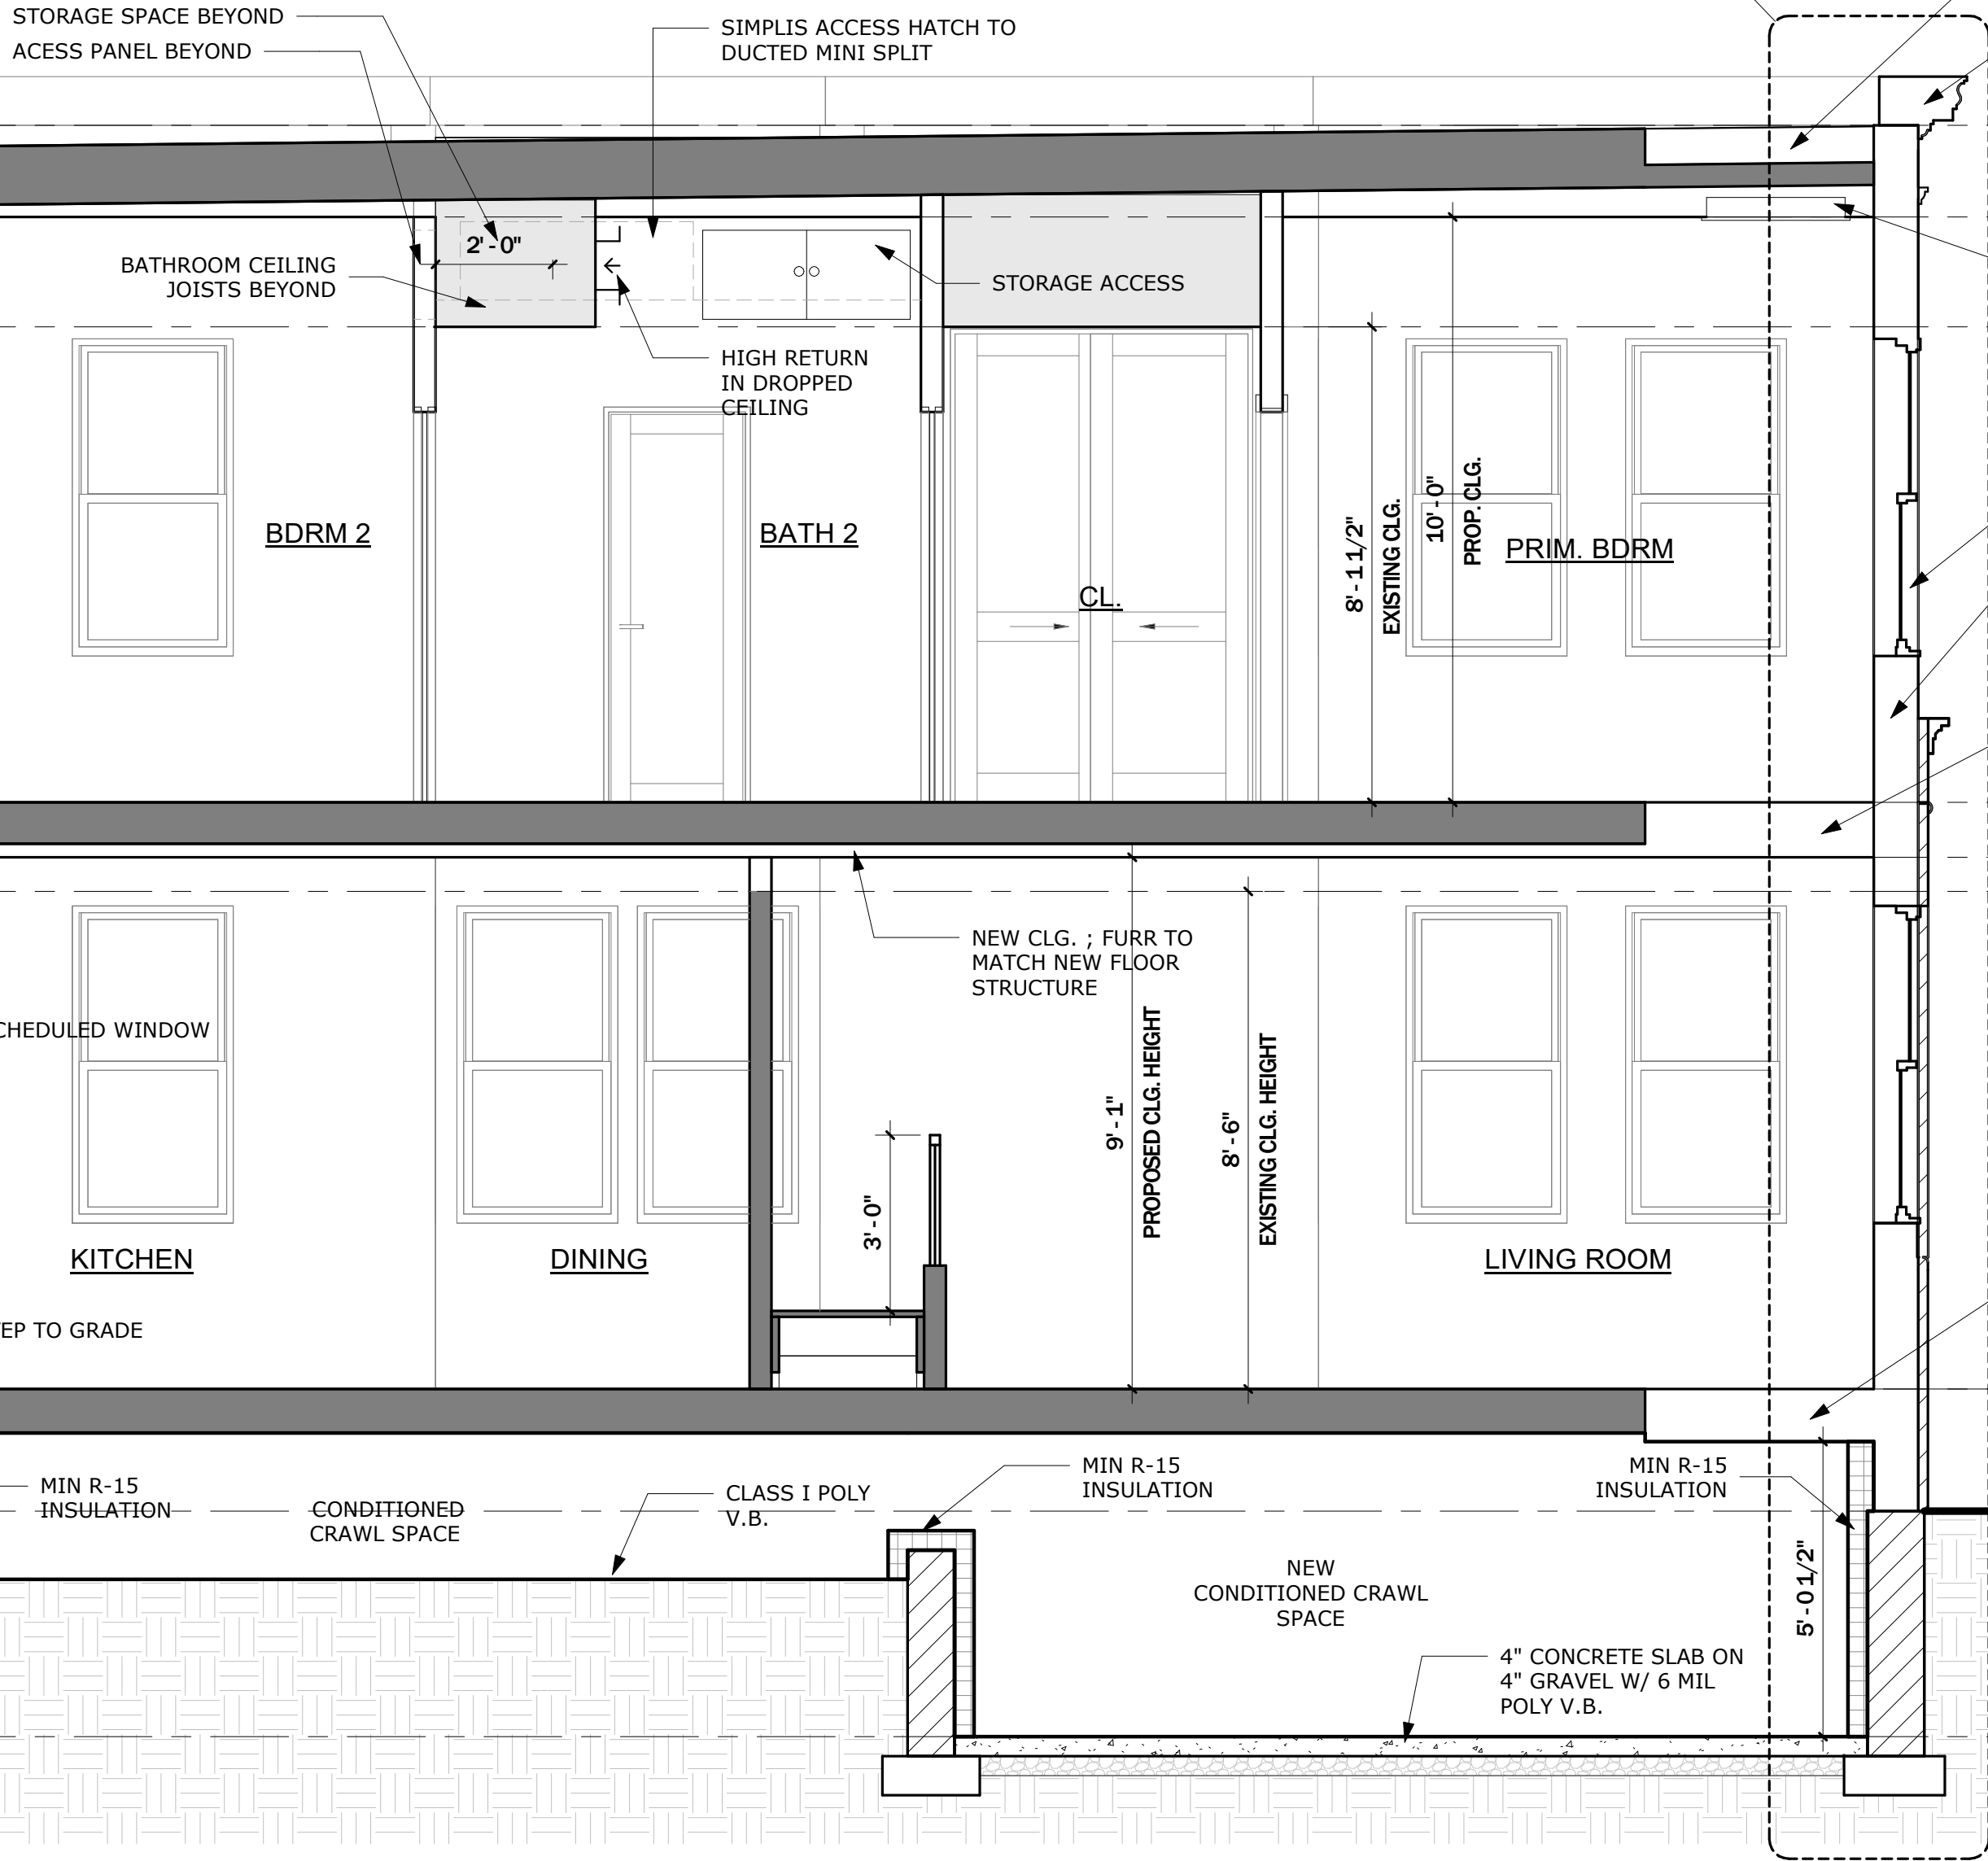 STORAGE SPACE BEYOND
ACESS PANEL BEYOND
SIMPLIS ACCESS HATCH TO
DUCTED MINI SPLIT
2'-0"
BATHROOM CEILING
JOISTS BEYOND
STORAGE ACCESS
HIGH RETURN
IN DROPPED
CEILING
BDRM 2
BATH 2
CL.
8'-1 1/2"
EXISTING CLG.
10'-0"
PROP. CLG.
PRIM. BDRM
NEW CLG. ; FURR TO
MATCH NEW FLOOR
STRUCTURE
CHEDULED WINDOW
9'-1"
PROPOSED CLG. HEIGHT
8'-6"
EXISTING CLG. HEIGHT
3'-0"
KITCHEN
DINING
LIVING ROOM
EP TO GRADE
MIN R-15
INSULATION
CONDITIONED
CRAWL SPACE
CLASS I POLY
V.B.
MIN R-15
INSULATION
MIN R-15
INSULATION
NEW
CONDITIONED CRAWL
SPACE
5'-0 1/2"
4" CONCRETE SLAB ON
4" GRAVEL W/ 6 MIL
POLY V.B.